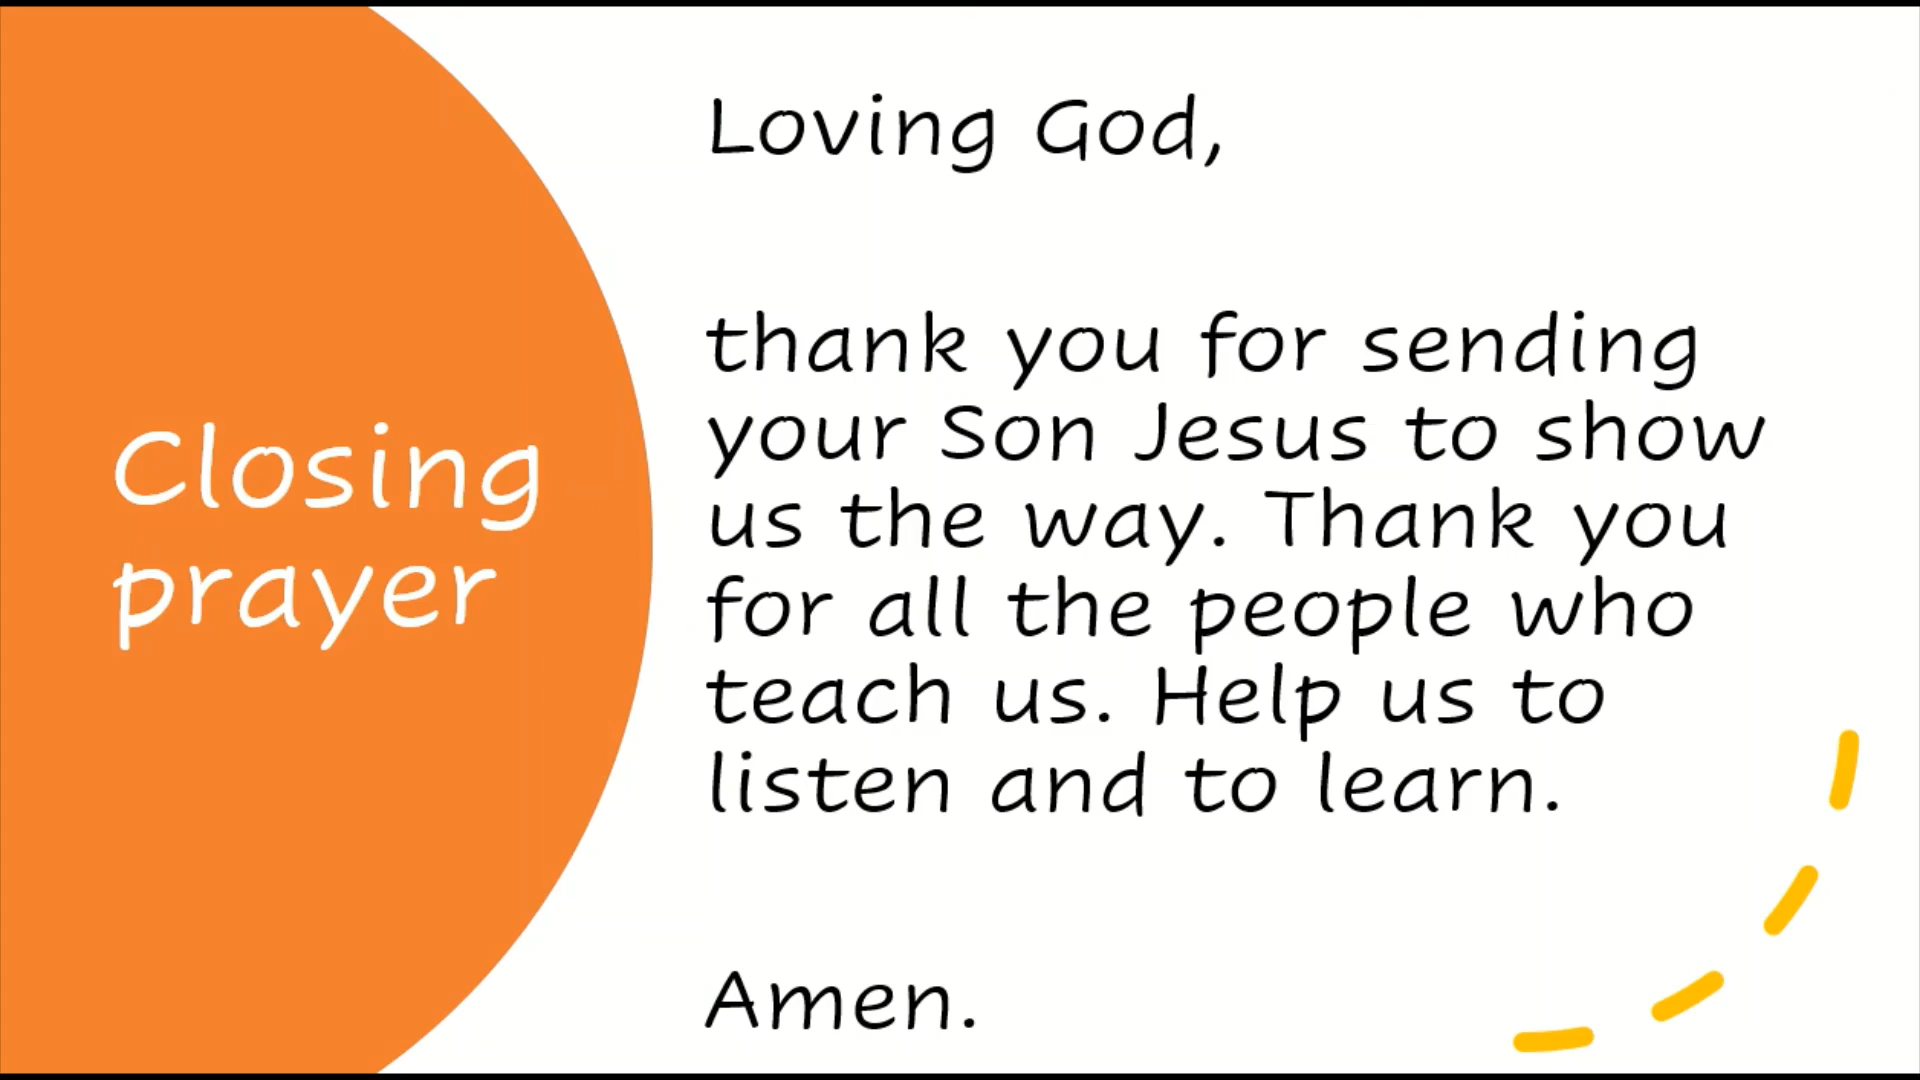 Closing
prayer
Loving God,
thank you for sending
your Son Jesus to show
us the way. Thank you
for all the people who
teach us. Help us to
listen and to learn.
Amen.